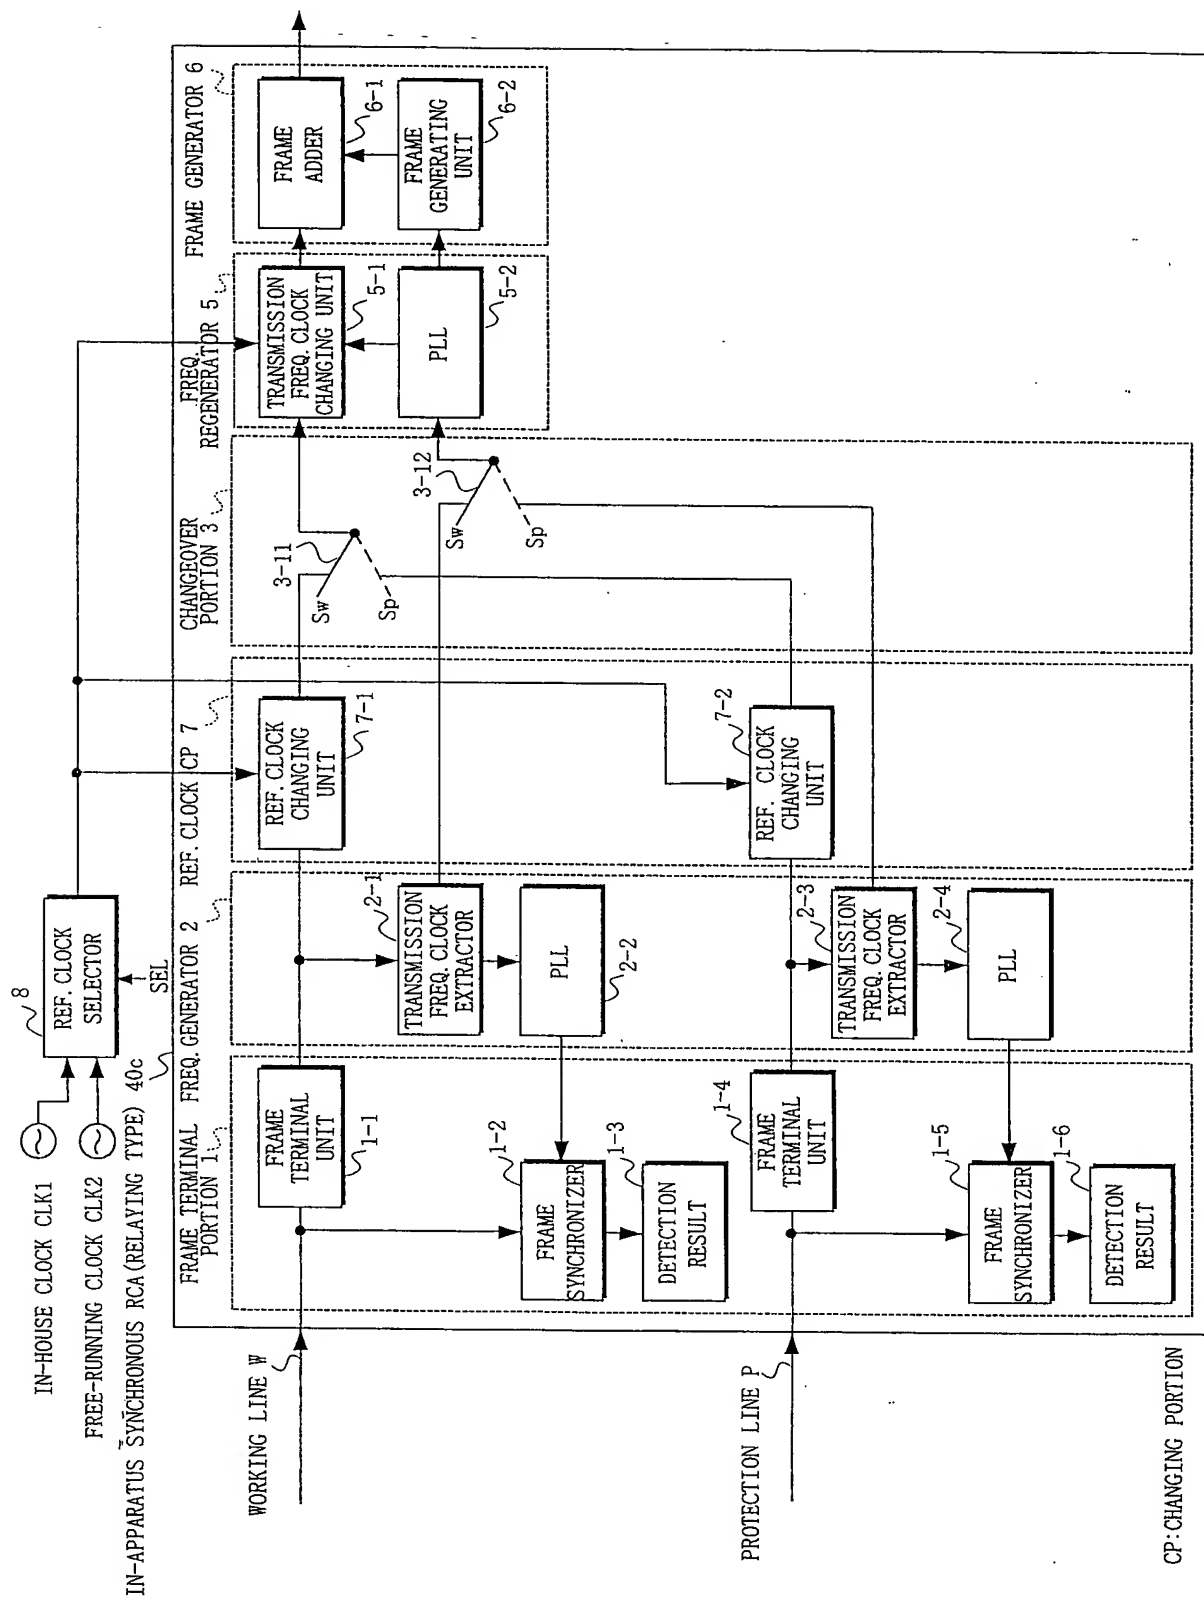 IN-HOUSE CLOCK CLK1
FREE-RUNNING CLOCK CLK2
8
REF. CLOCK
SELECTOR
SEL
IN-APPARATUS SYNCHRONOUS RCA(RELAYING TYPE) 40c
FRAME TERMINAL
PORTION 1
FREQ. GENERATOR 2
REF. CLOCK CP 7
CHANGEOVER
PORTION 3
FREQ.
REGENERATOR 5
FRAME GENERATOR 6
WORKING LINE W
FRAME
TERMINAL
UNIT
1-1
REF. CLOCK
CHANGING
UNIT
7-1
3-11
Sw
Sp
TRANSMISSION
FREQ. CLOCK
CHANGING UNIT
5-1
FRAME
ADDER
6-1
2-1
TRANSMISSION
FREQ. CLOCK
EXTRACTOR
3-12
Sw
Sp
PLL
5-2
FRAME
GENERATING
UNIT
6-2
1-2
FRAME
SYNCHRONIZER
PLL
2-2
1-3
DETECTION
RESULT
PROTECTION LINE P
1-4
FRAME
TERMINAL
UNIT
7-2
REF. CLOCK
CHANGING
UNIT
2-3
TRANSMISSION
FREQ. CLOCK
EXTRACTOR
1-5
FRAME
SYNCHRONIZER
2-4
PLL
1-6
DETECTION
RESULT
CP:CHANGING PORTION